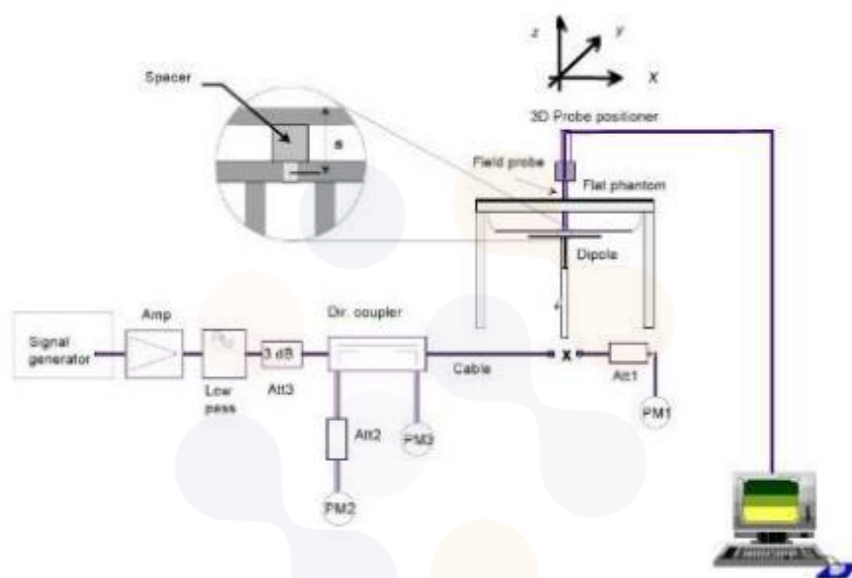 z
y
x
Spacer
s
3D Probe positioner
Field probe
Flat phantom
Dipole
Signal
generator
Amp
Low
pass
3 dB
Att3
Dir. coupler
Cable
x
Att1
PM1
Att2
PM3
PM2